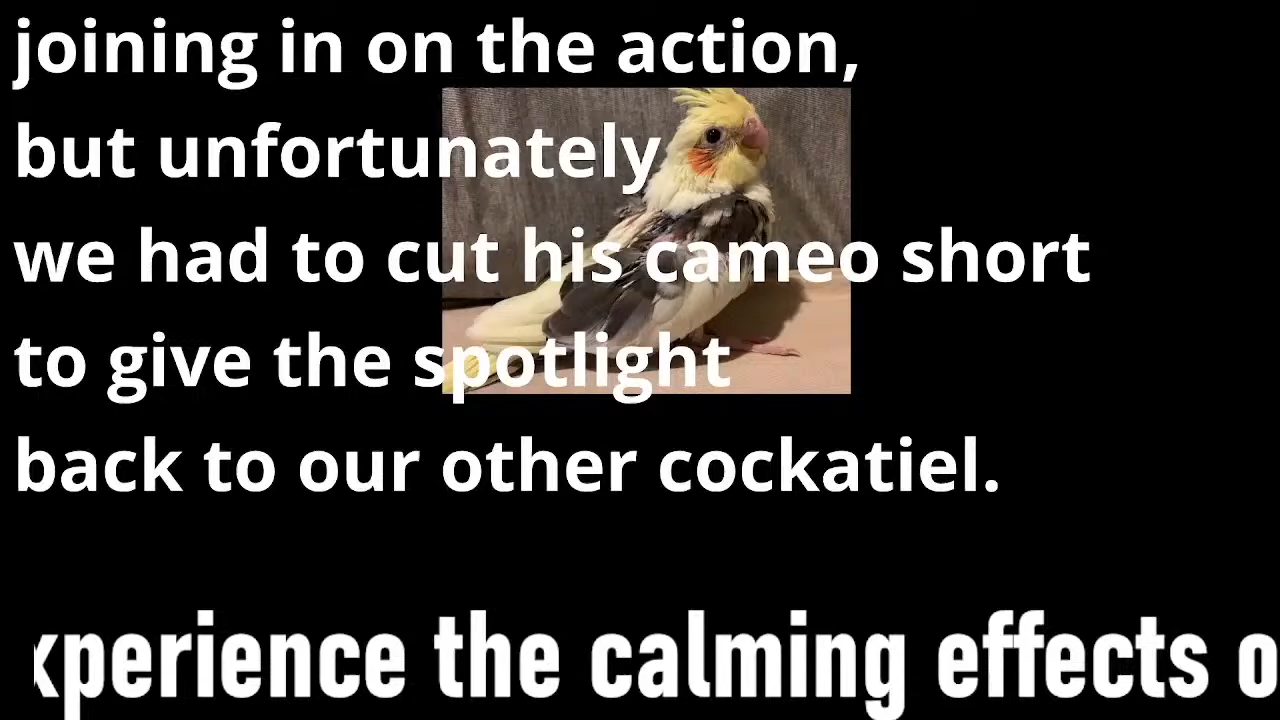 joining in on the action,
but unfortunately
we had to cut his cameo short
to give the spotlight
back to our other cockatiel.
xperience the calming effects o